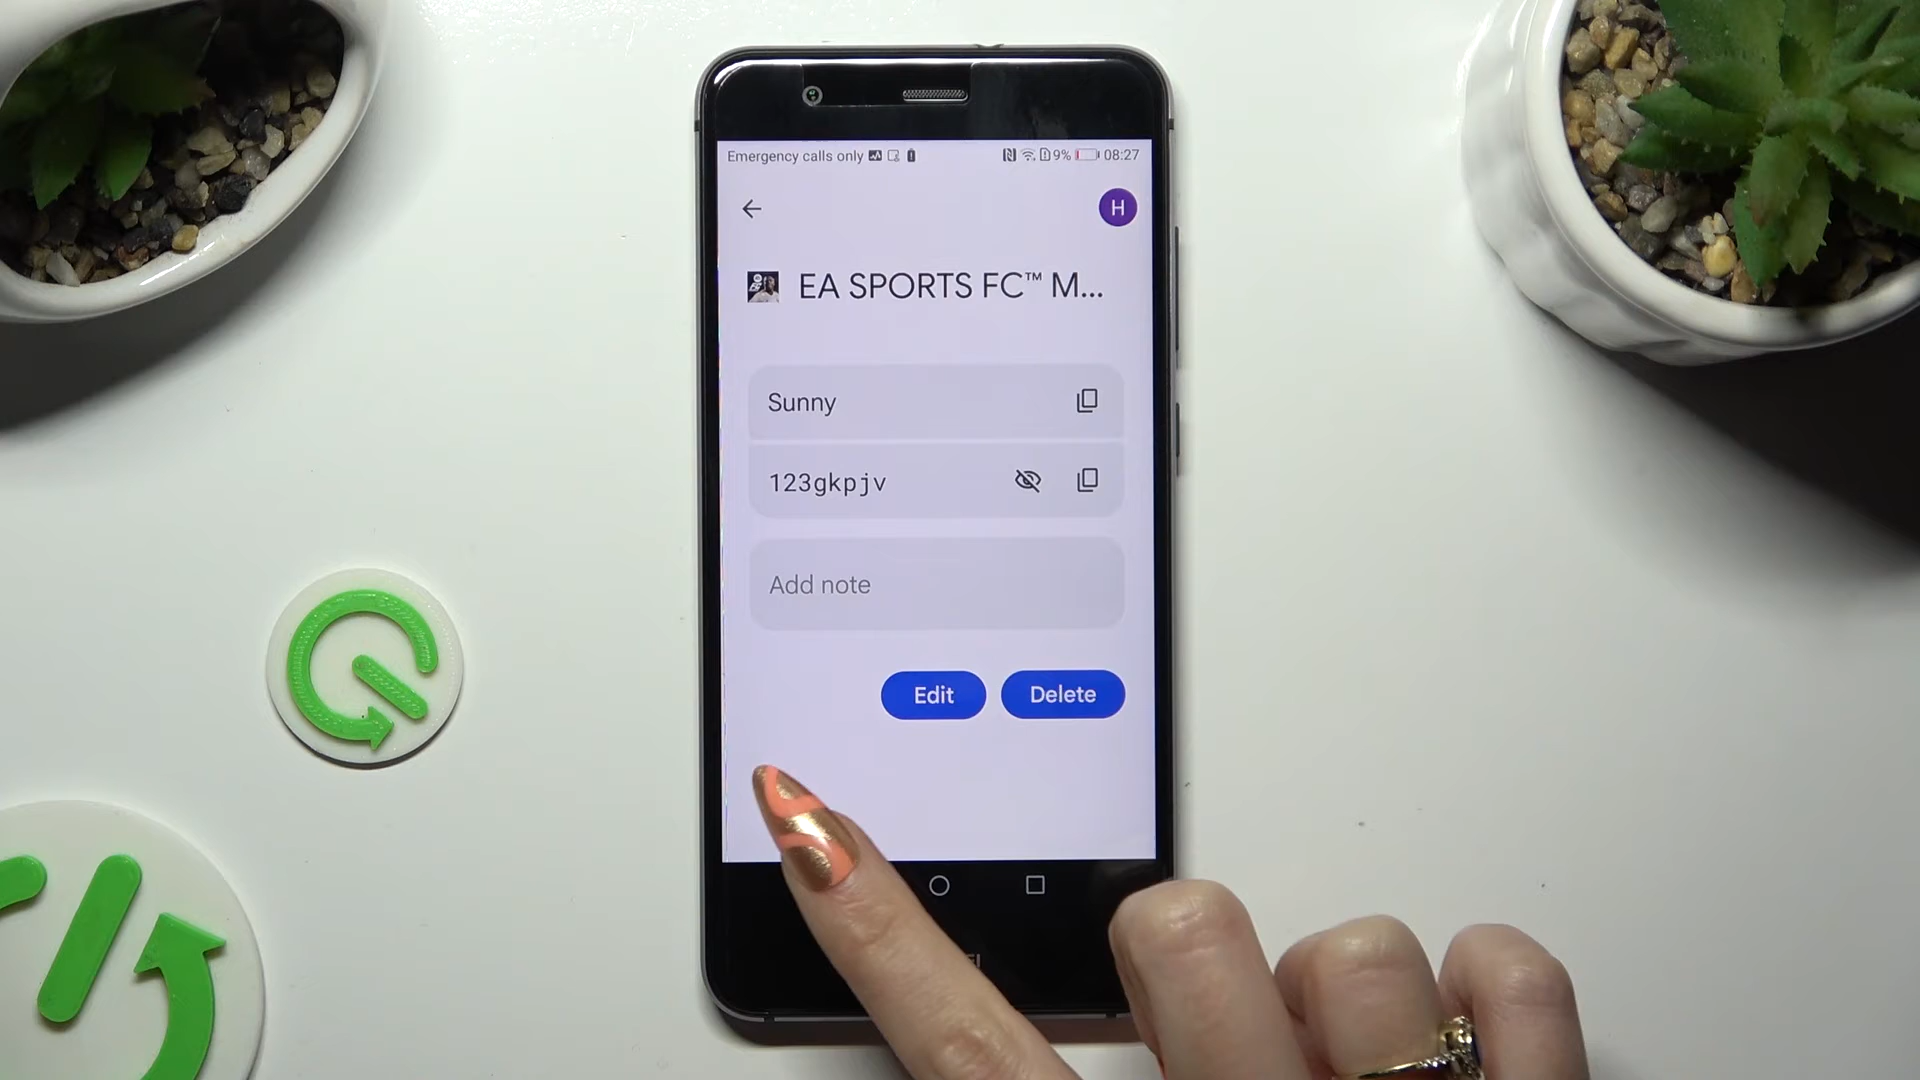 Emergency calls only 9% 08:27
H
EA SPORTS FC™ M...
Sunny
123gkpjv
Add note
Edit Delete